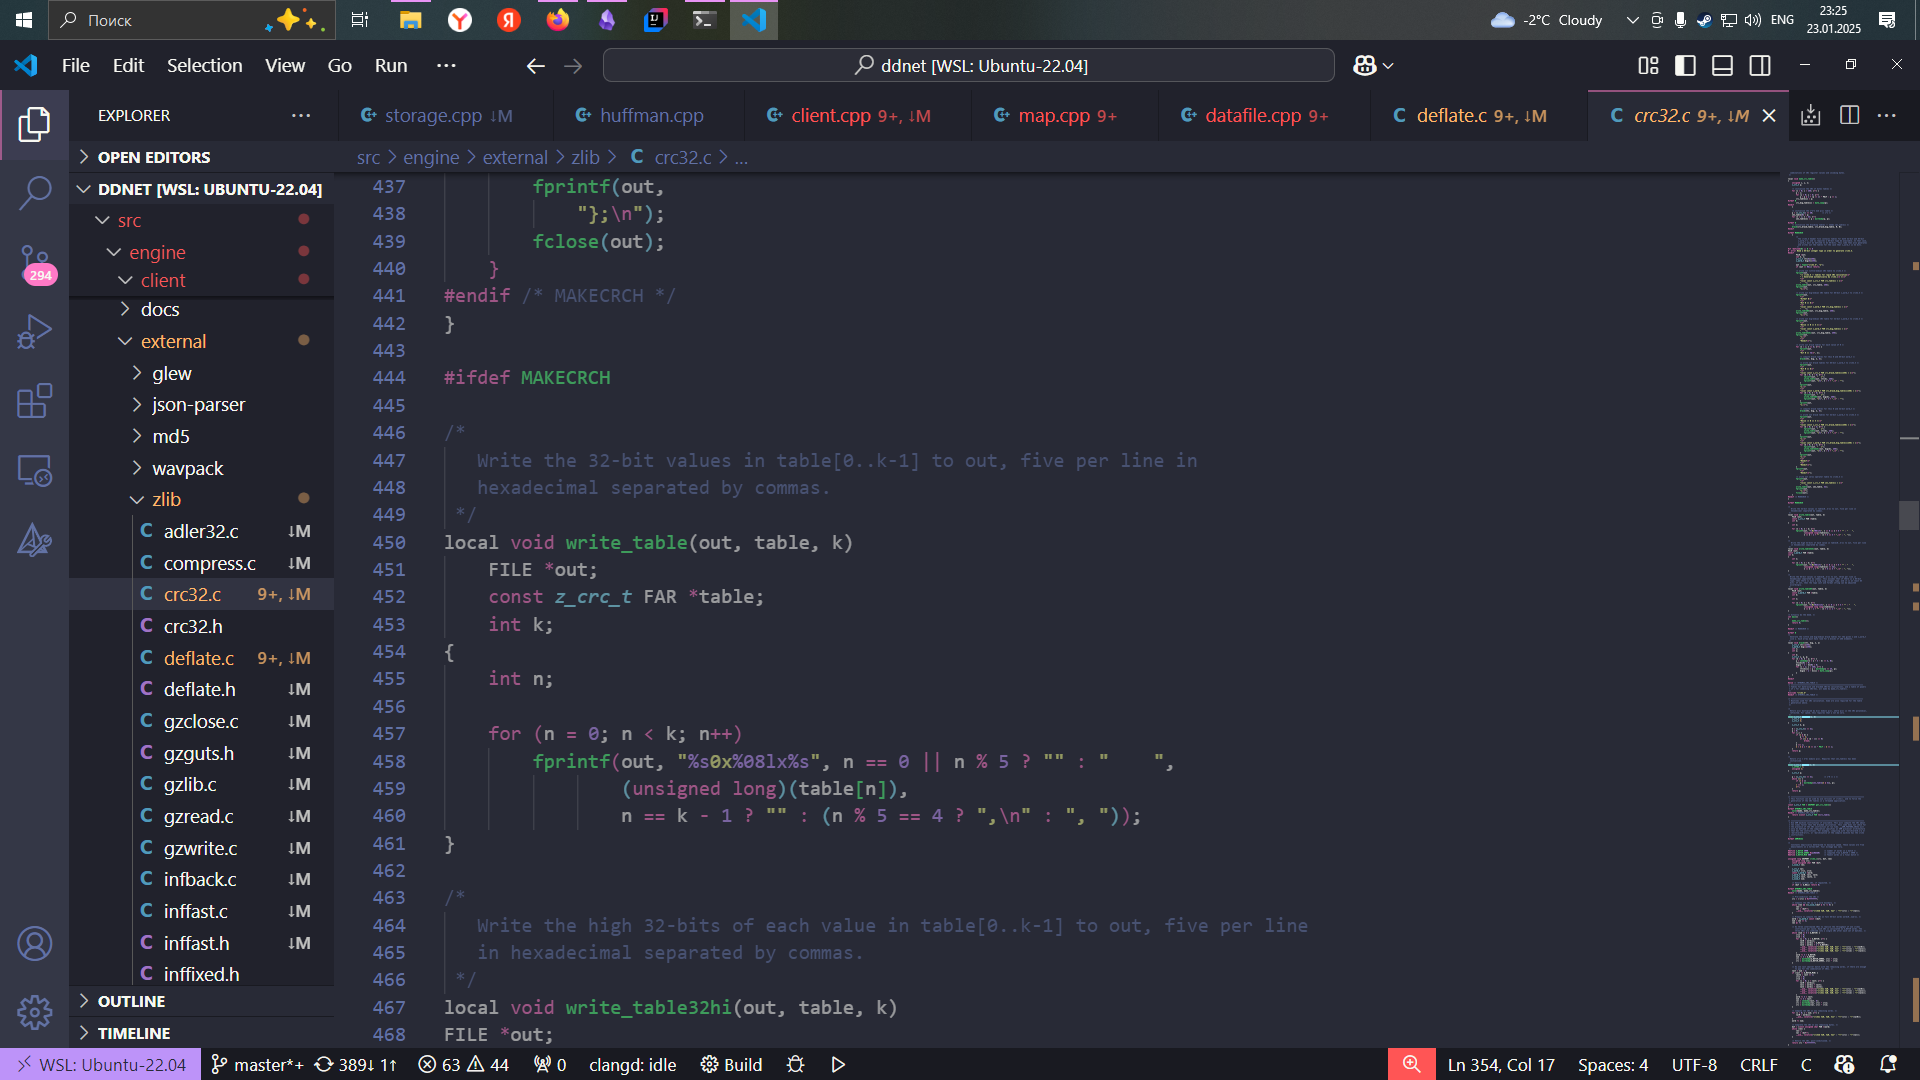 Поиск
-2°C Cloudy
ENG
23:25
23.01.2025
File Edit Selection View Go Run ···
ddnet [WSL: Ubuntu-22.04]
EXPLORER
storage.cpp ↓M
huffman.cpp
client.cpp 9+, ↓M
map.cpp 9+
datafile.cpp 9+
deflate.c 9+, ↓M
crc32.c 9+, ↓M
OPEN EDITORS
DDNET [WSL: UBUNTU-22.04]
src
engine
client
docs
external
glew
json-parser
md5
wavpack
zlib
adler32.c ↓M
compress.c ↓M
crc32.c 9+, ↓M
crc32.h
deflate.c 9+, ↓M
deflate.h ↓M
gzclose.c ↓M
gzguts.h ↓M
gzlib.c ↓M
gzread.c ↓M
gzwrite.c ↓M
infback.c ↓M
inffast.c ↓M
inffast.h ↓M
inffixed.h
OUTLINE
TIMELINE
294
src > engine > external > zlib > C crc32.c > ...
437 fprintf(out,
438 "};\n");
439 fclose(out);
440 }
441 #endif /* MAKECRCH */
442 }
443
444 #ifdef MAKECRCH
445
446 /*
447 Write the 32-bit values in table[0..k-1] to out, five per line in
448 hexadecimal separated by commas.
449 */
450 local void write_table(out, table, k)
451 FILE *out;
452 const z_crc_t FAR *table;
453 int k;
454 {
455 int n;
456
457 for (n = 0; n < k; n++)
458 fprintf(out, "%s0x%08lx%s", n == 0 || n % 5 ? "" : "    ",
459 (unsigned long)(table[n]),
460 n == k - 1 ? "" : (n % 5 == 4 ? ",\n" : ", "));
461 }
462
463 /*
464 Write the high 32-bits of each value in table[0..k-1] to out, five per line
465 in hexadecimal separated by commas.
466 */
467 local void write_table32hi(out, table, k)
468 FILE *out;
WSL: Ubuntu-22.04
master*+
389↓ 1↑
63
44
0
clangd: idle
Build
Ln 354, Col 17
Spaces: 4
UTF-8
CRLF
C